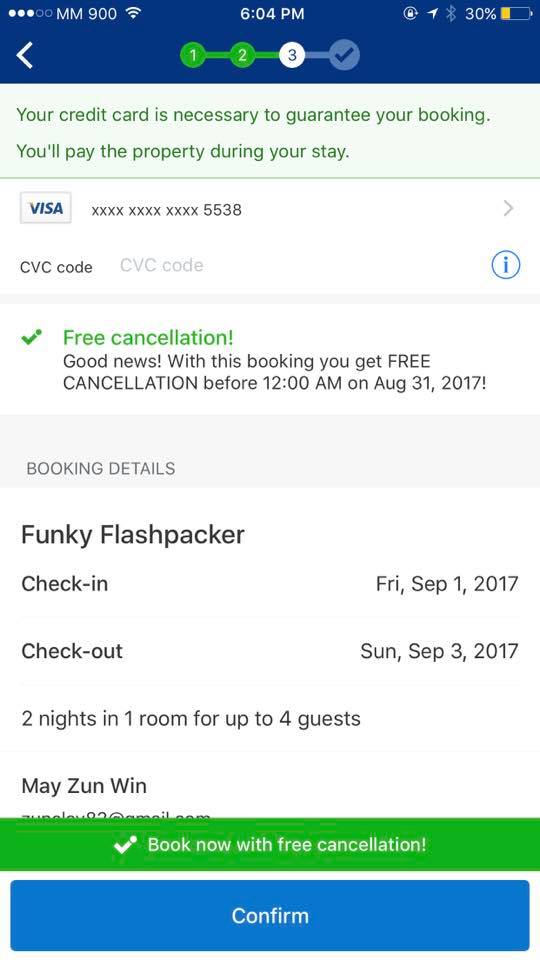 MM 900 6:04 PM 30%
1 2 3
Your credit card is necessary to guarantee your booking.
You'll pay the property during your stay.
VISA xxxx xxxx xxxx 5538
CVC code CVC code i
Free cancellation!
Good news! With this booking you get FREE
CANCELLATION before 12:00 AM on Aug 31, 2017!
BOOKING DETAILS
Funky Flashpacker
Check-in Fri, Sep 1, 2017
Check-out Sun, Sep 3, 2017
2 nights in 1 room for up to 4 guests
May Zun Win
Book now with free cancellation!
Confirm